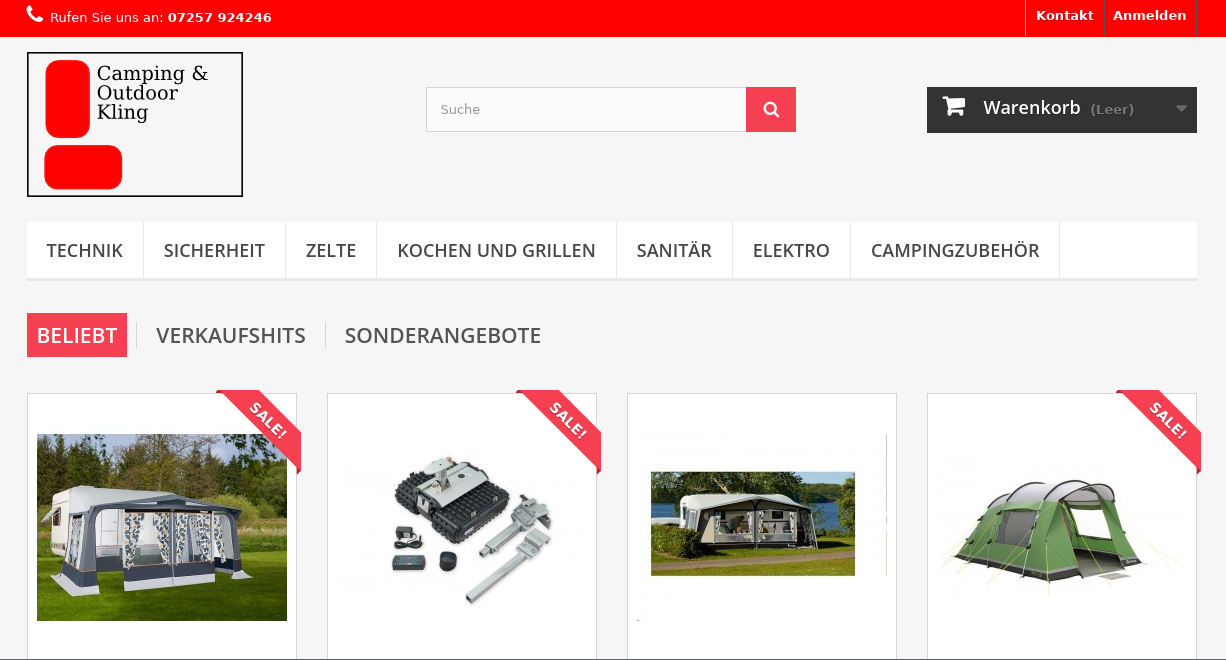 Rufen Sie uns an: 07257 924246
Kontakt
Anmelden
Camping &
Outdoor
Kling
Suche
Warenkorb (Leer)
TECHNIK
SICHERHEIT
ZELTE
KOCHEN UND GRILLEN
SANITÄR
ELEKTRO
CAMPINGZUBEHÖR
BELIEBT
VERKAUFSHITS
SONDERANGEBOTE
SALE!
SALE!
SALE!